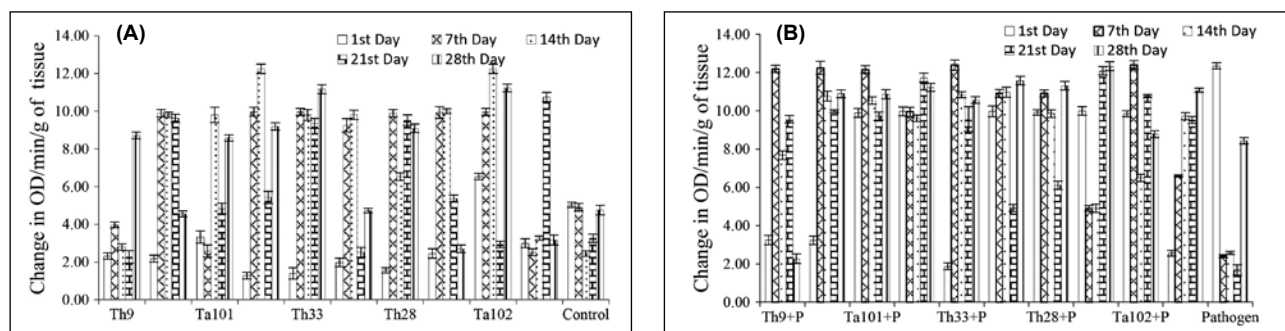 (A)
1st Day 7th Day 14th Day
21st Day 28th Day
Change in OD/min/g of tissue
14.00
12.00
10.00
8.00
6.00
4.00
2.00
0.00
Th9 Ta101 Th33 Th28 Ta102 Control
(B)
1st Day 7th Day 14th Day
21st Day 28th Day
Change in OD/min/g of tissue
14.00
12.00
10.00
8.00
6.00
4.00
2.00
0.00
Th9+P Ta101+P Th33+P Th28+P Ta102+P Pathogen